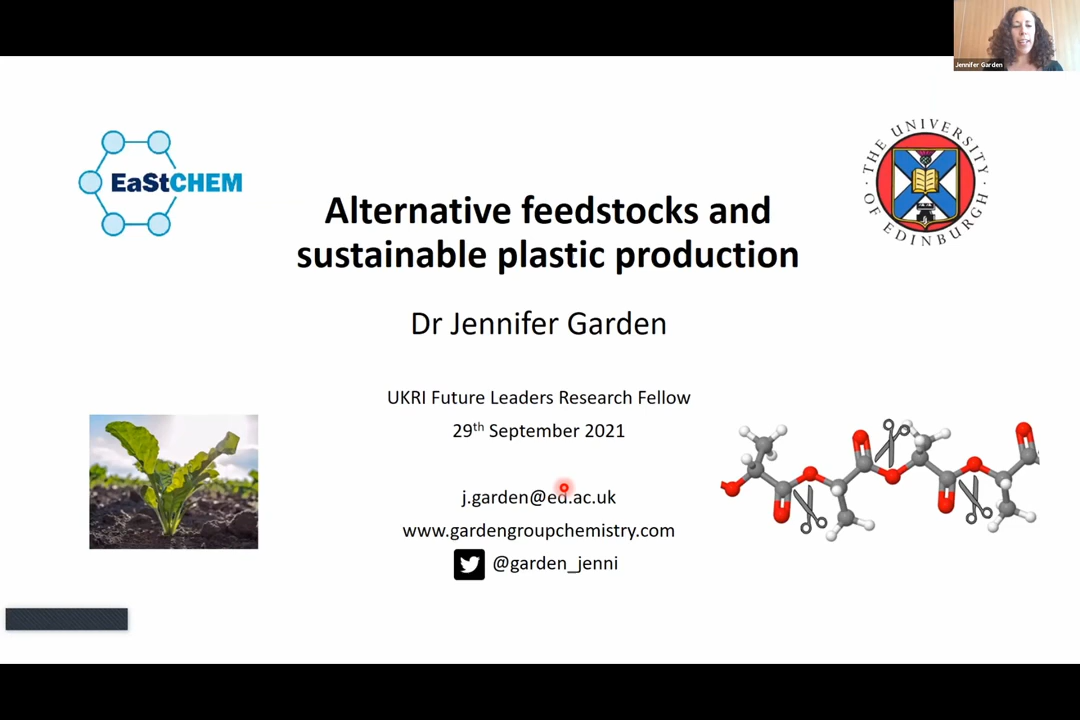 Jennifer Garden
EaStCHEM
THE UNIVERSITY OF EDINBURGH
Alternative feedstocks and
sustainable plastic production
Dr Jennifer Garden
UKRI Future Leaders Research Fellow
29th September 2021
j.garden@ed.ac.uk
www.gardengroupchemistry.com
@garden_jenni